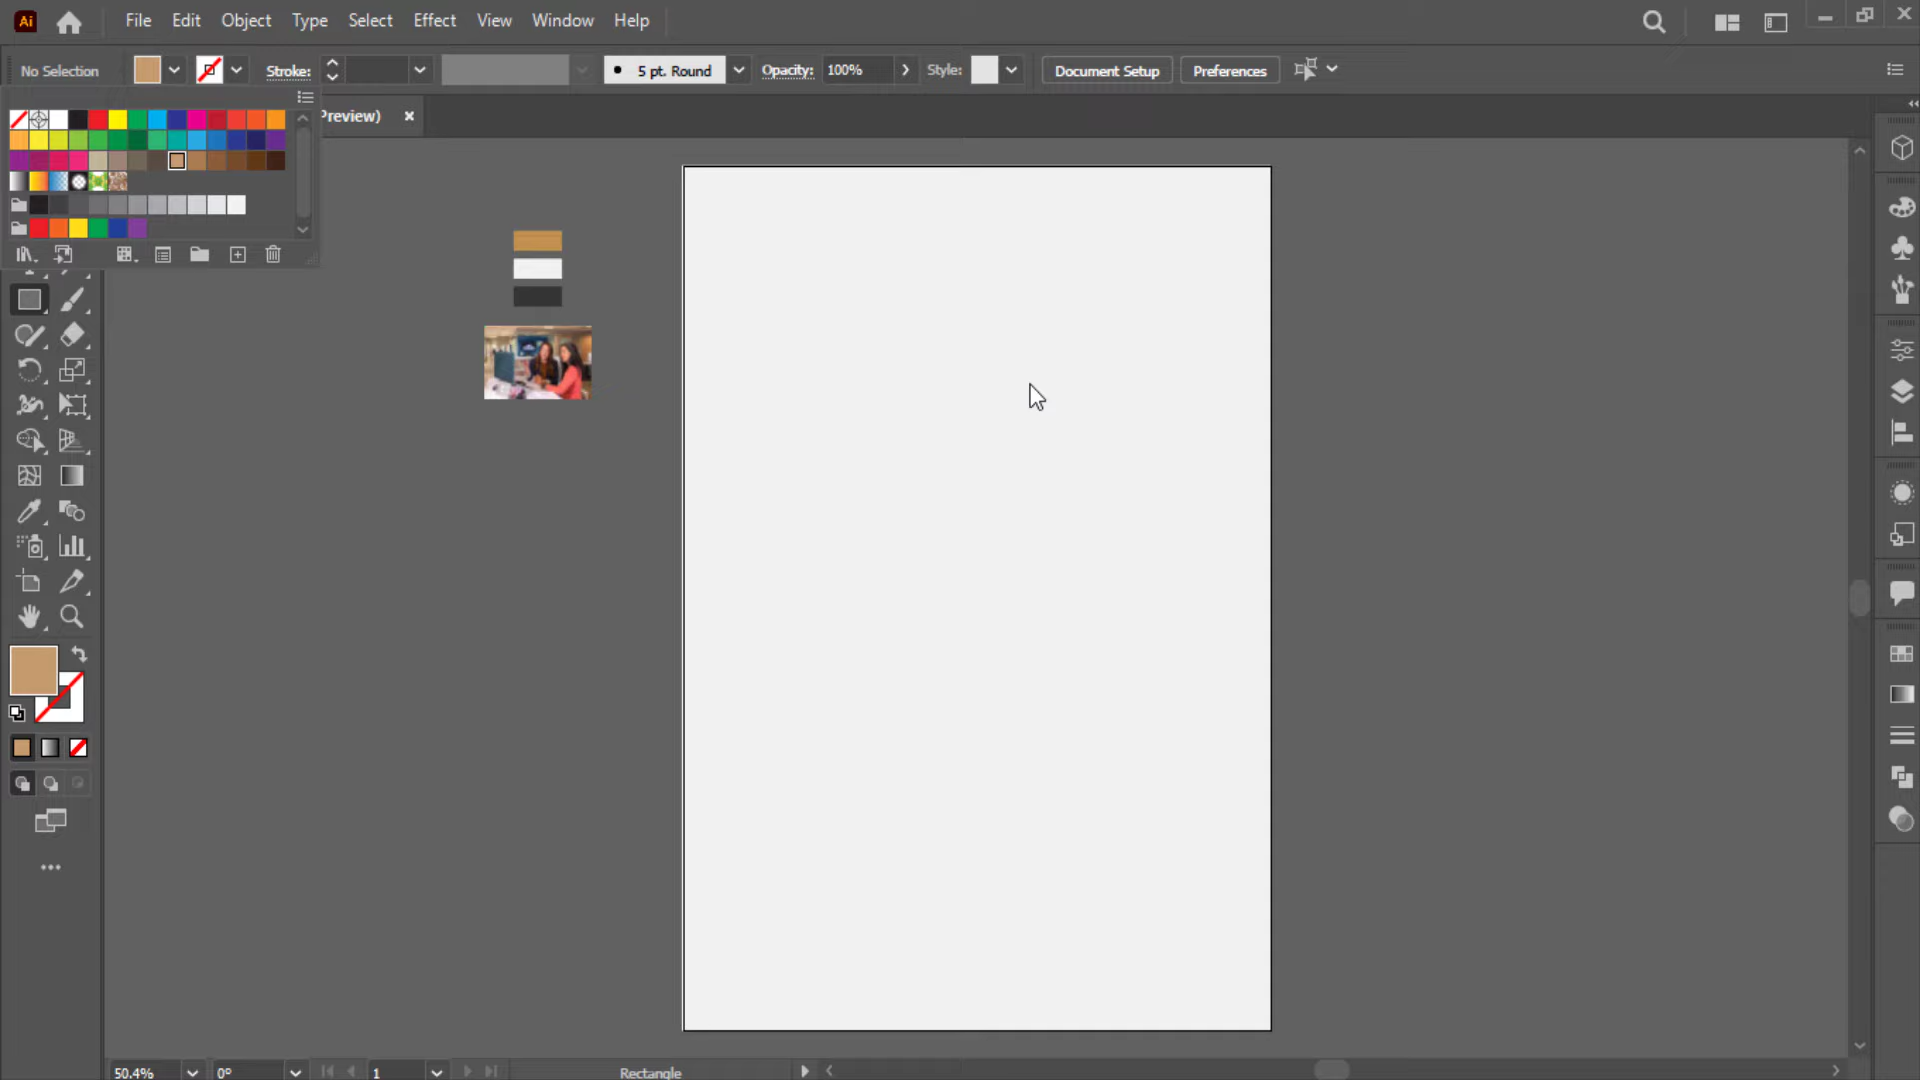 Ai File Edit Object Type Select Effect View Window Help
No Selection Stroke: 5 pt. Round Opacity: 100% Style: Document Setup Preferences
Preview) ×
50.4% 0° 1 Rectangle